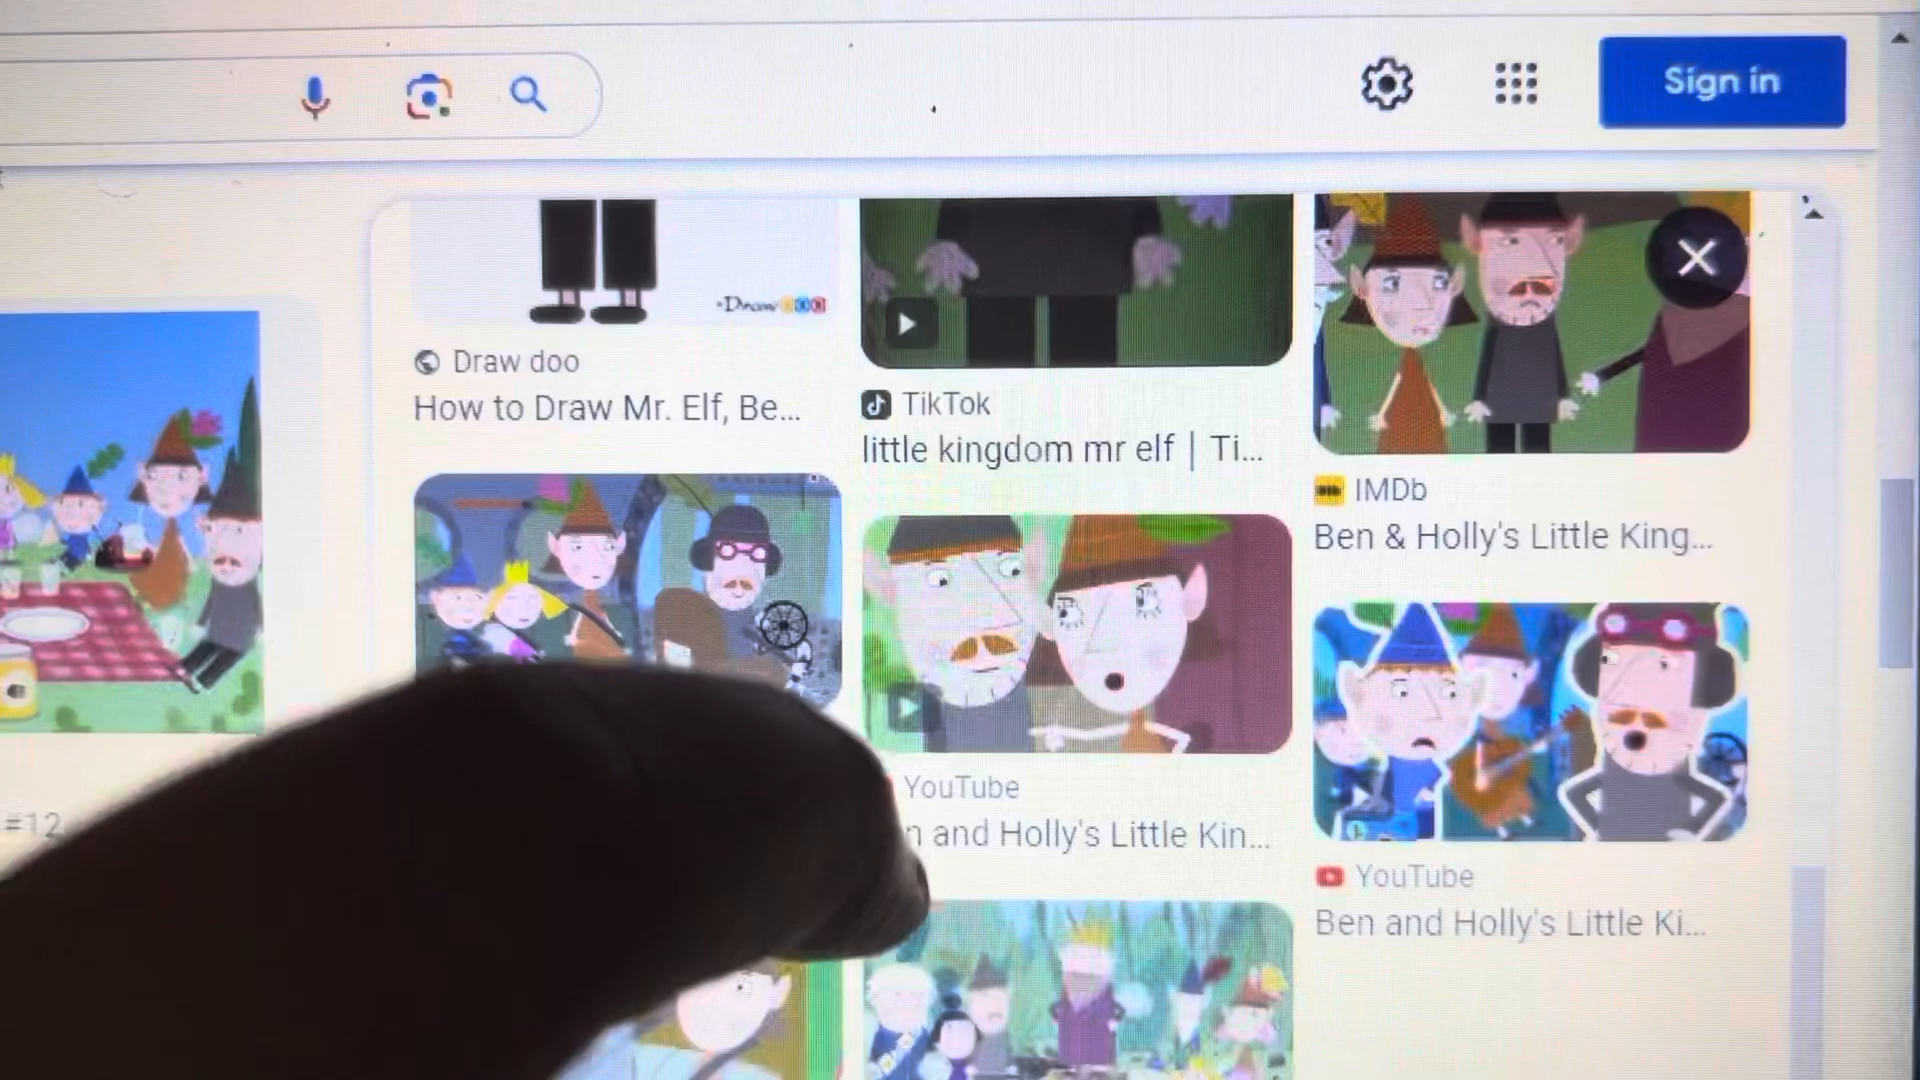 Sign in
Draw doo
How to Draw Mr. Elf, Be...
TikTok
little kingdom mr elf | Ti...
IMDb
Ben & Holly's Little King...
YouTube
n and Holly's Little Kin...
YouTube
Ben and Holly's Little Ki...
#12